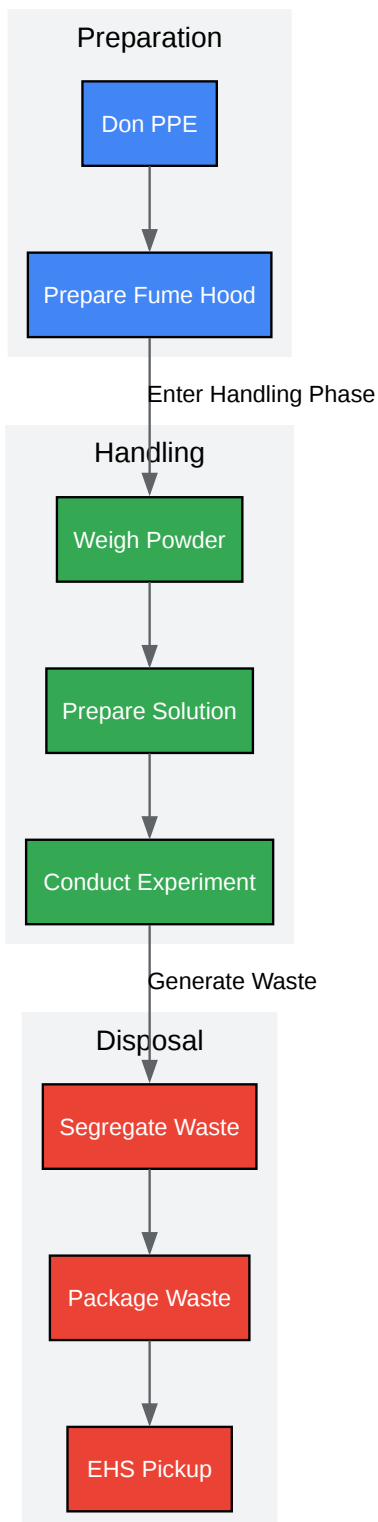 Preparation
Don PPE
Prepare Fume Hood
Enter Handling Phase
Handling
Weigh Powder
Prepare Solution
Conduct Experiment
Generate Waste
Disposal
Segregate Waste
Package Waste
EHS Pickup